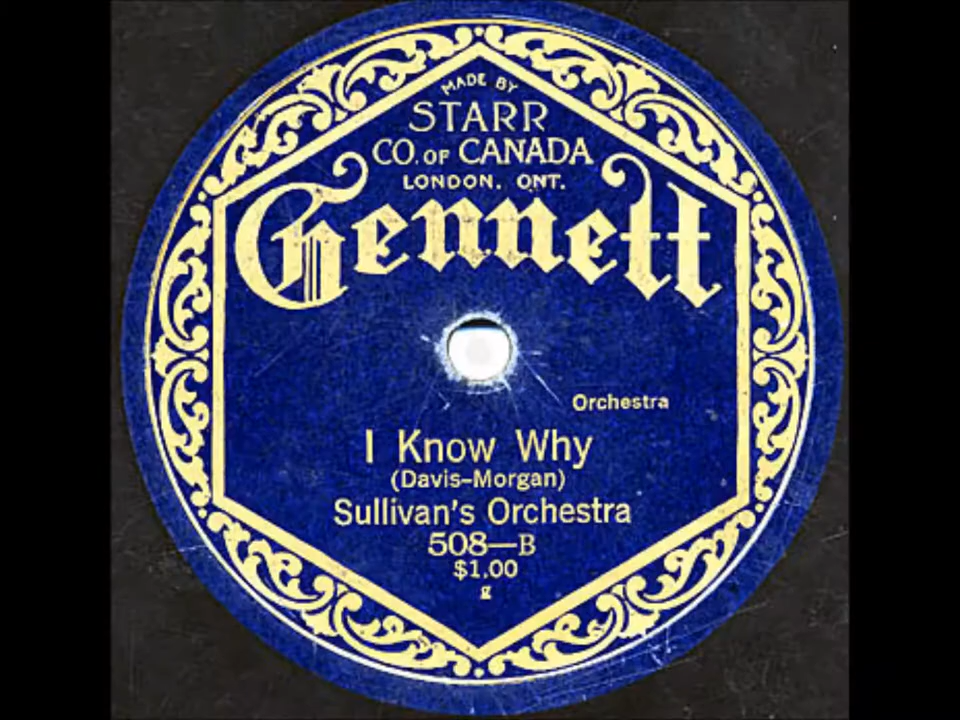 MADE BY
STARR
CO. OF CANADA
LONDON. ONT.
Gennett
Orchestra
I Know Why
(Davis–Morgan)
Sullivan's Orchestra
508—B
$1.00
g